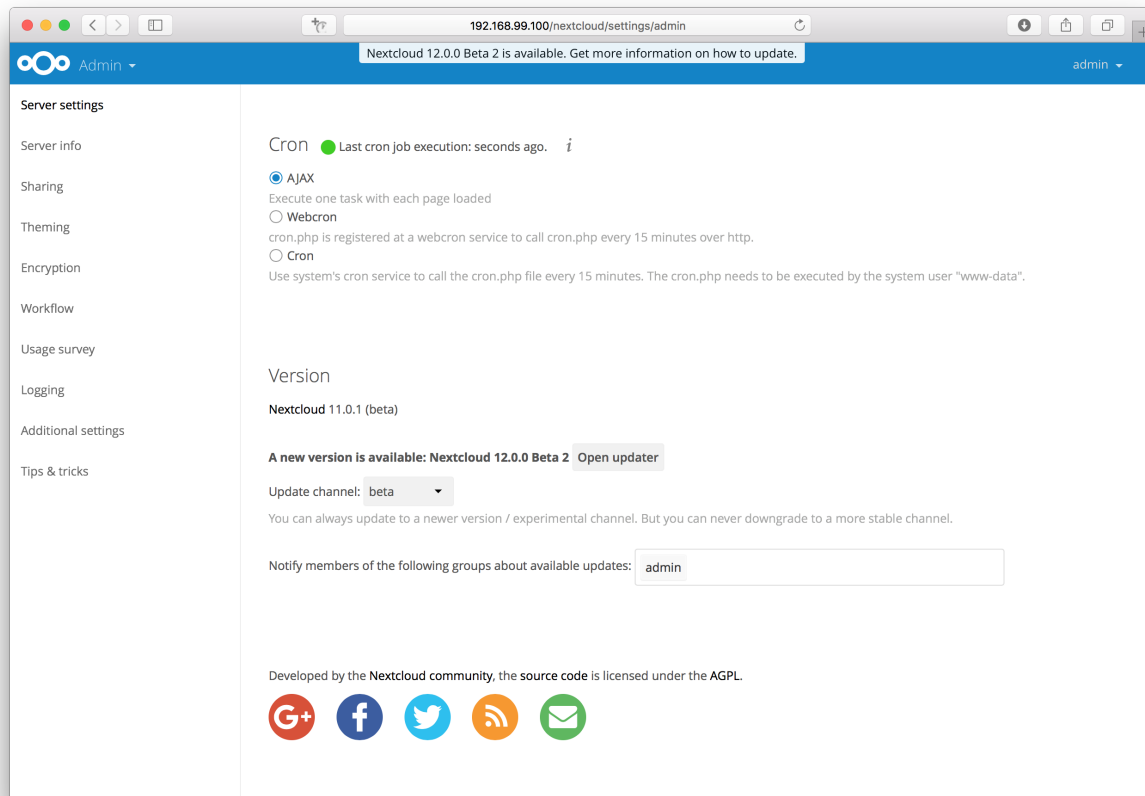 192.168.99.100/nextcloud/settings/admin
Nextcloud 12.0.0 Beta 2 is available. Get more information on how to update.
Admin
admin
Server settings
Server info
Sharing
Theming
Encryption
Workflow
Usage survey
Logging
Additional settings
Tips & tricks
Cron Last cron job execution: seconds ago. i
AJAX
Execute one task with each page loaded
Webcron
cron.php is registered at a webcron service to call cron.php every 15 minutes over http.
Cron
Use system's cron service to call the cron.php file every 15 minutes. The cron.php needs to be executed by the system user "www-data".
Version
Nextcloud 11.0.1 (beta)
A new version is available: Nextcloud 12.0.0 Beta 2 Open updater
Update channel: beta
You can always update to a newer version / experimental channel. But you can never downgrade to a more stable channel.
Notify members of the following groups about available updates: admin
Developed by the Nextcloud community, the source code is licensed under the AGPL.
G+ f